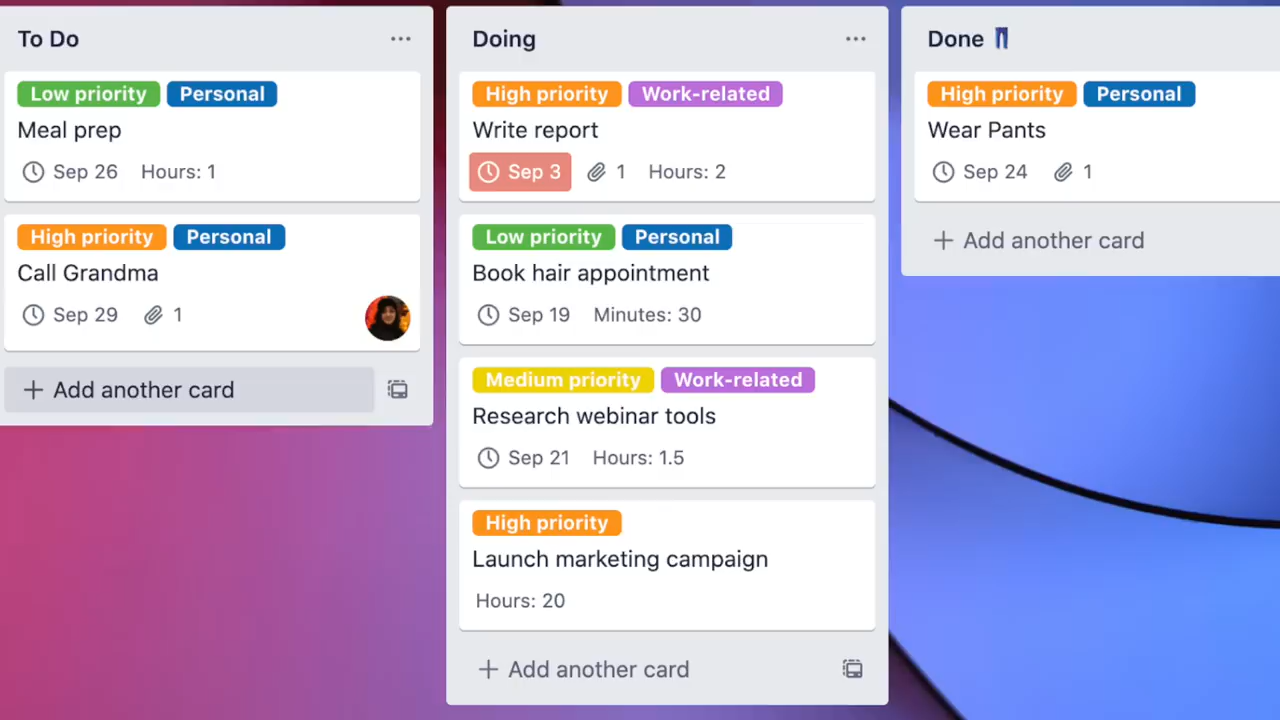 To Do
Low priority Personal
Meal prep
Sep 26 Hours: 1
High priority Personal
Call Grandma
Sep 29 1
+ Add another card
Doing
High priority Work-related
Write report
Sep 3 1 Hours: 2
Low priority Personal
Book hair appointment
Sep 19 Minutes: 30
Medium priority Work-related
Research webinar tools
Sep 21 Hours: 1.5
High priority
Launch marketing campaign
Hours: 20
+ Add another card
Done 👖
High priority Personal
Wear Pants
Sep 24 1
+ Add another card